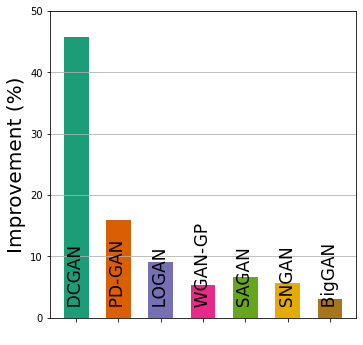 Improvement (%)
50
40
30
20
10
0
DCGAN
PD-GAN
LOGAN
WGAN-GP
SAGAN
SNGAN
BigGAN